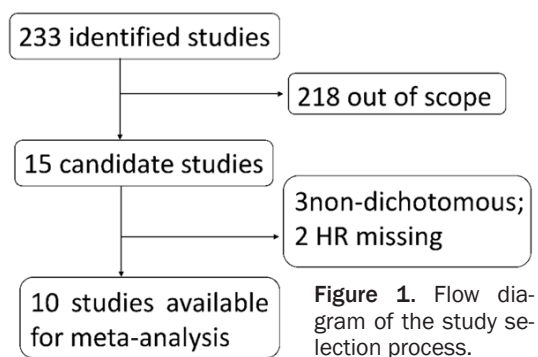 233 identified studies
218 out of scope
15 candidate studies
3non-dichotomous;
2 HR missing
10 studies available
for meta-analysis
Figure 1. Flow dia-
gram of the study se-
lection process.